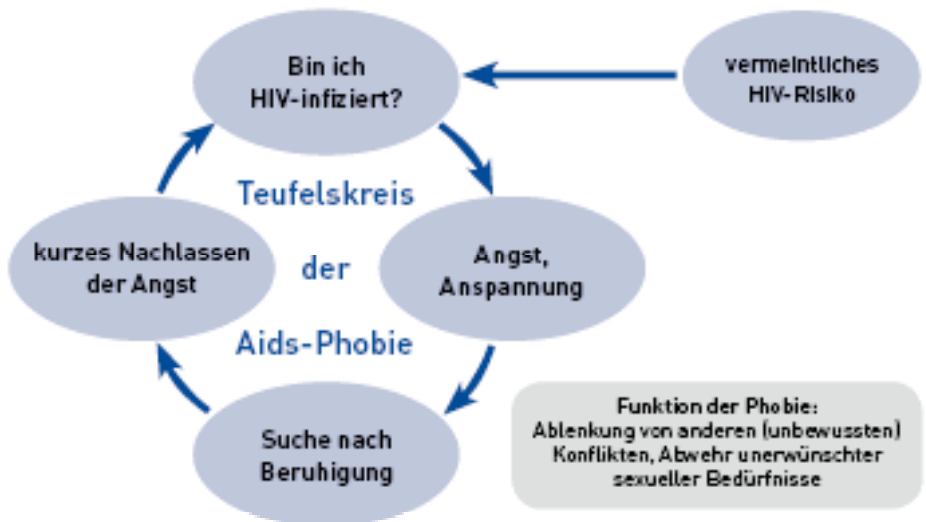 Bin ich
HIV-infiziert?
vermeintliches
HIV-Risiko
Teufelskreis
der
Aids-Phobie
kurzes Nachlassen
der Angst
Angst,
Anspannung
Suche nach
Beruhigung
Funktion der Phobie:
Ablenkung von anderen (unbewussten)
Konflikten, Abwehr unerwünschter
sexueller Bedürfnisse